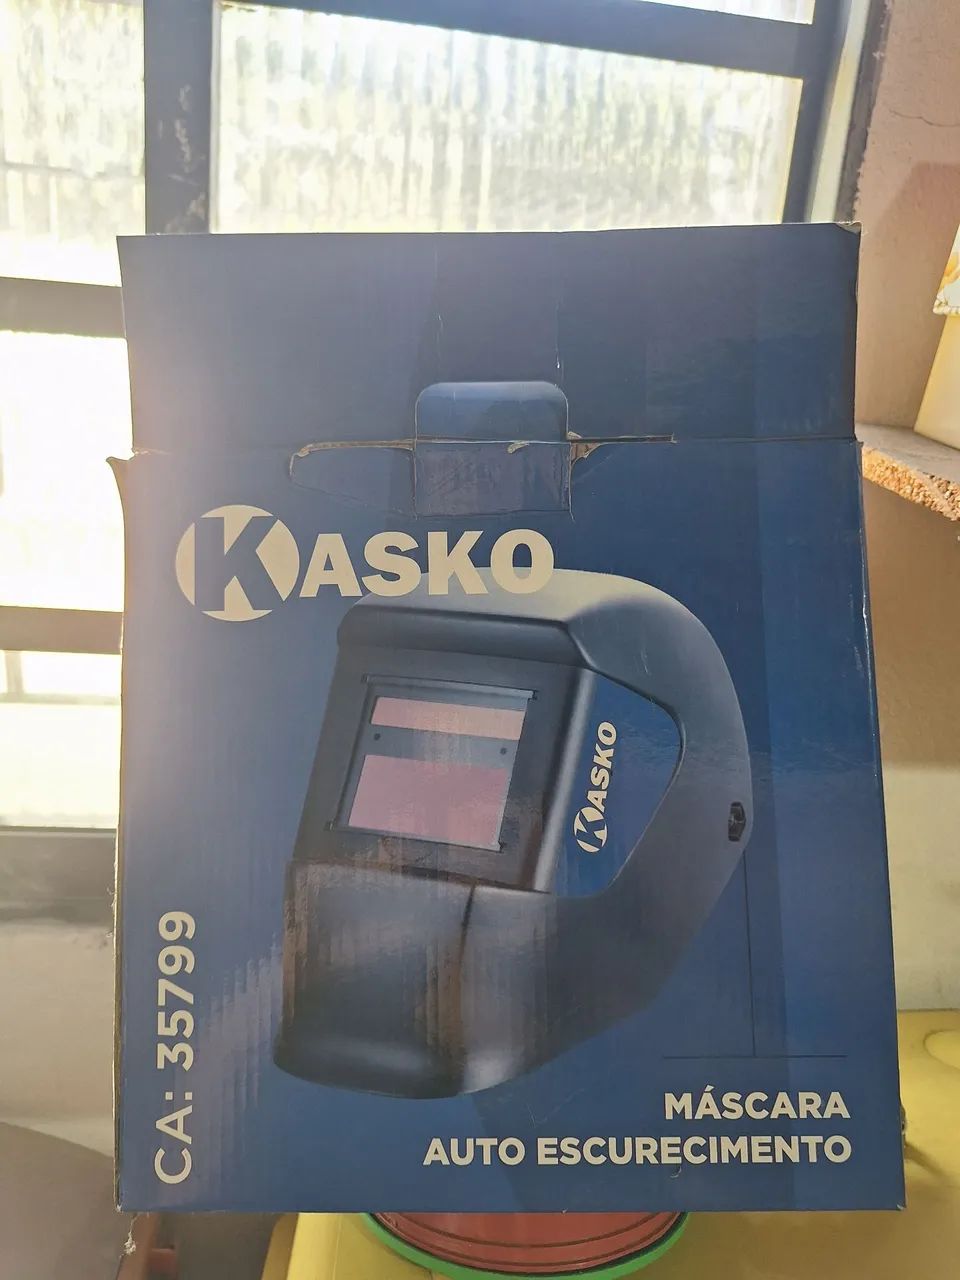 KASKO
KASKO
CA: 35799
MÁSCARA
AUTO ESCURECIMENTO